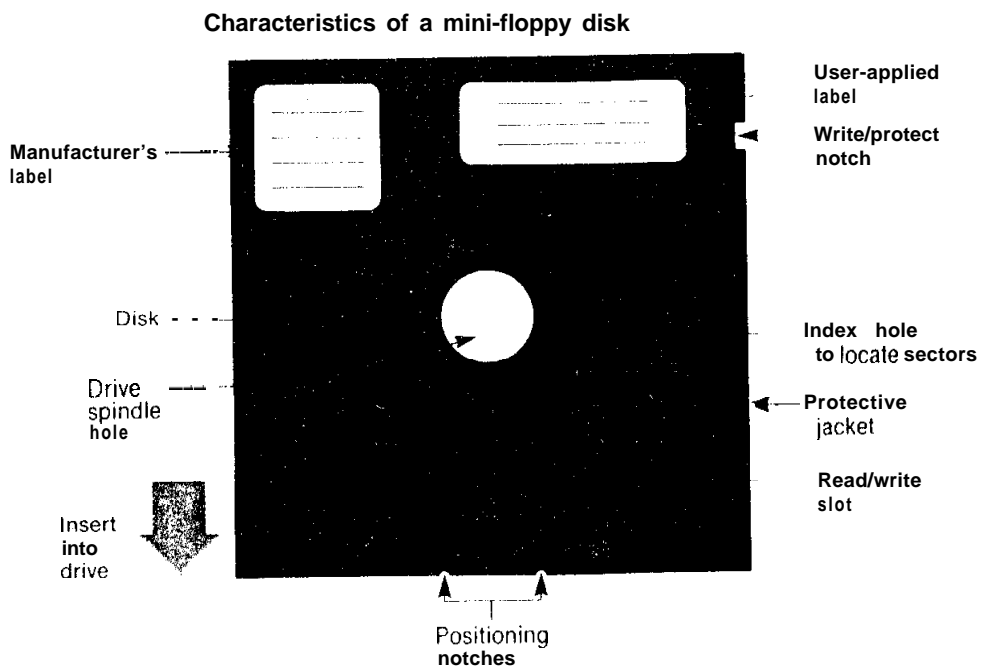 Characteristics of a mini-floppy disk
User-applied
label
Write/protect
notch
Manufacturer's
label
Disk
Index hole
to locate sectors
Drive
spindle
hole
Protective
jacket
Read/write
slot
Insert
into
drive
Positioning
notches